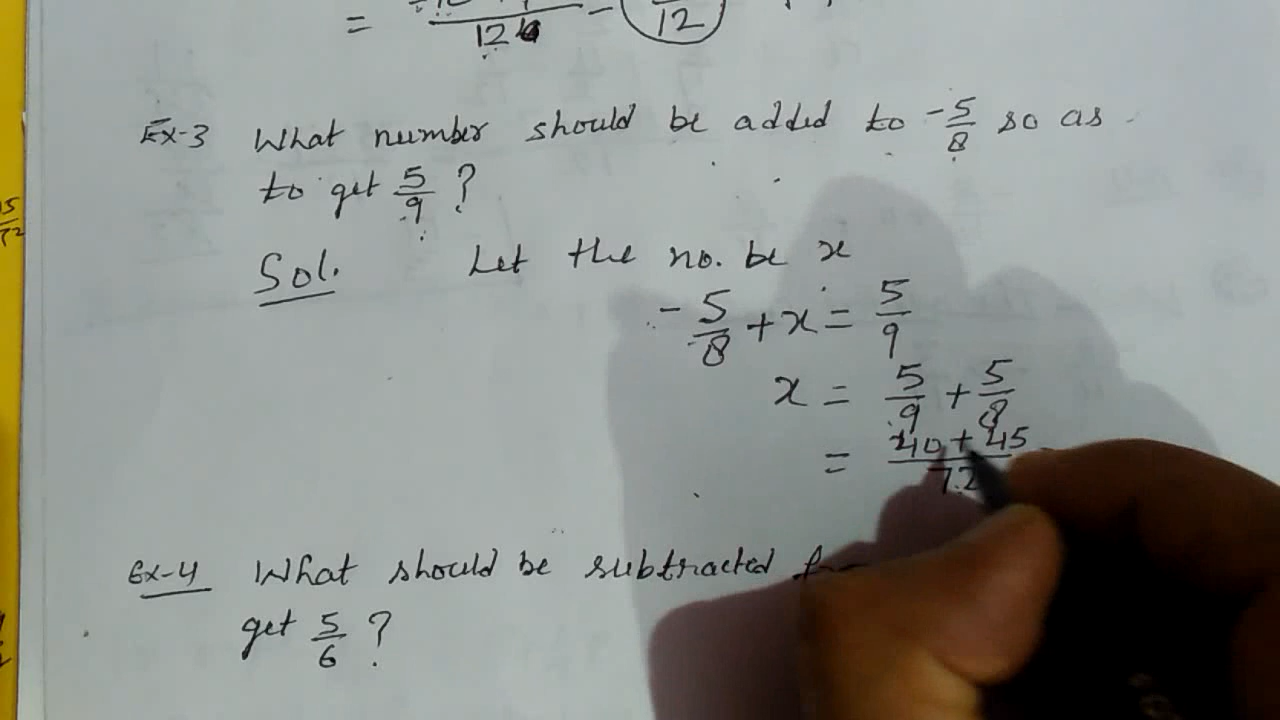 =
12
12
Ex-3 What number should be added to -5/8 so as
to get 5/9 ?
Sol. Let the no. be x
-5/8 + x = 5/9
x = 5/9 + 5/8
= 40+45/72
Ex-4 What should be subtracted
get 5/6 ?